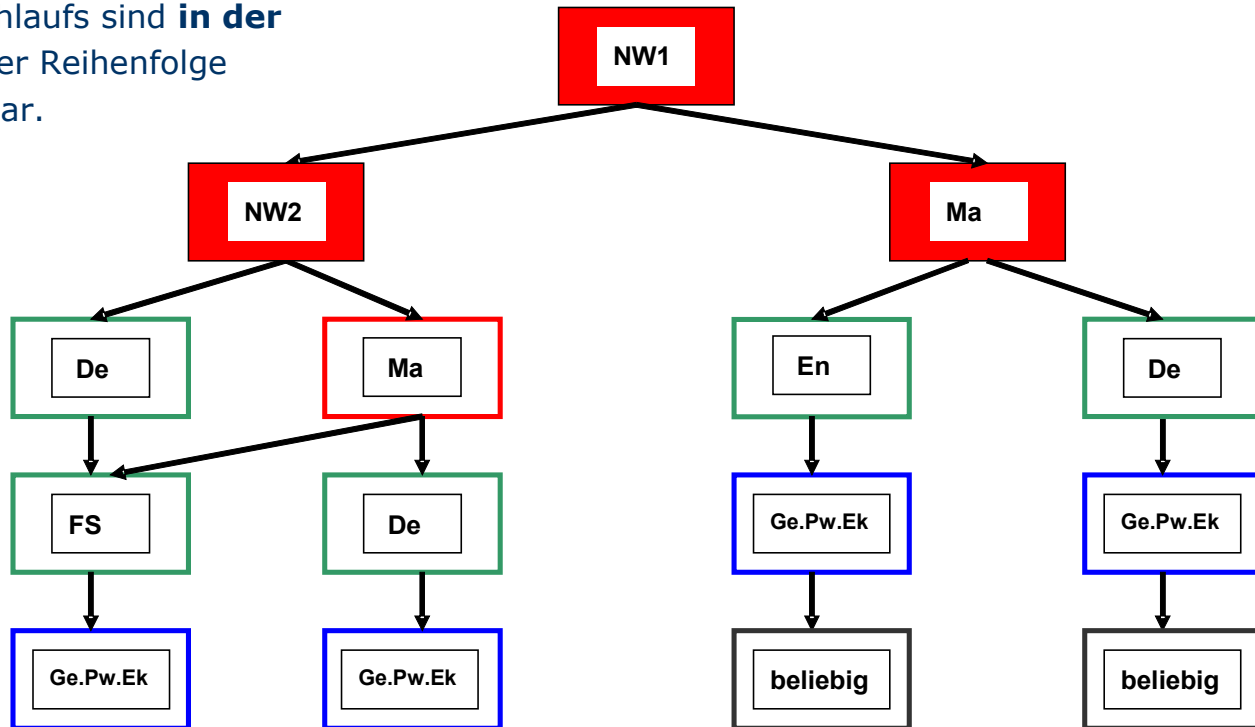 nlaufs sind in der
er Reihenfolge
ar.
NW1
NW2
Ma
De
Ma
En
De
FS
De
Ge.Pw.Ek
Ge.Pw.Ek
Ge.Pw.Ek
Ge.Pw.Ek
beliebig
beliebig